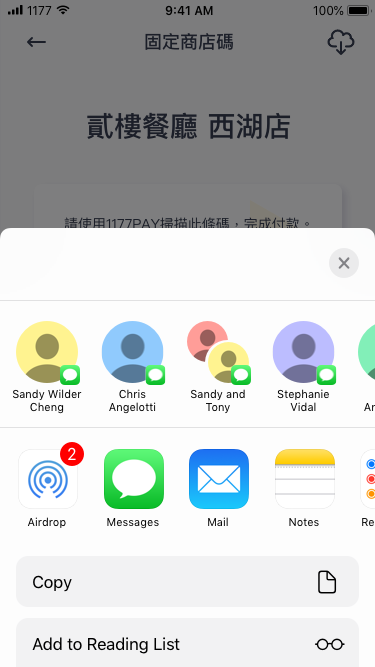 1177 9:41 AM 100%
固定商店碼
貳樓餐廳 西湖店
請使用1177PAY掃描此條碼，完成付款。
Sandy Wilder Cheng
Chris Angelotti
Sandy and Tony
Stephanie Vidal
An
2
Airdrop
Messages
Mail
Notes
Re
Copy
Add to Reading List